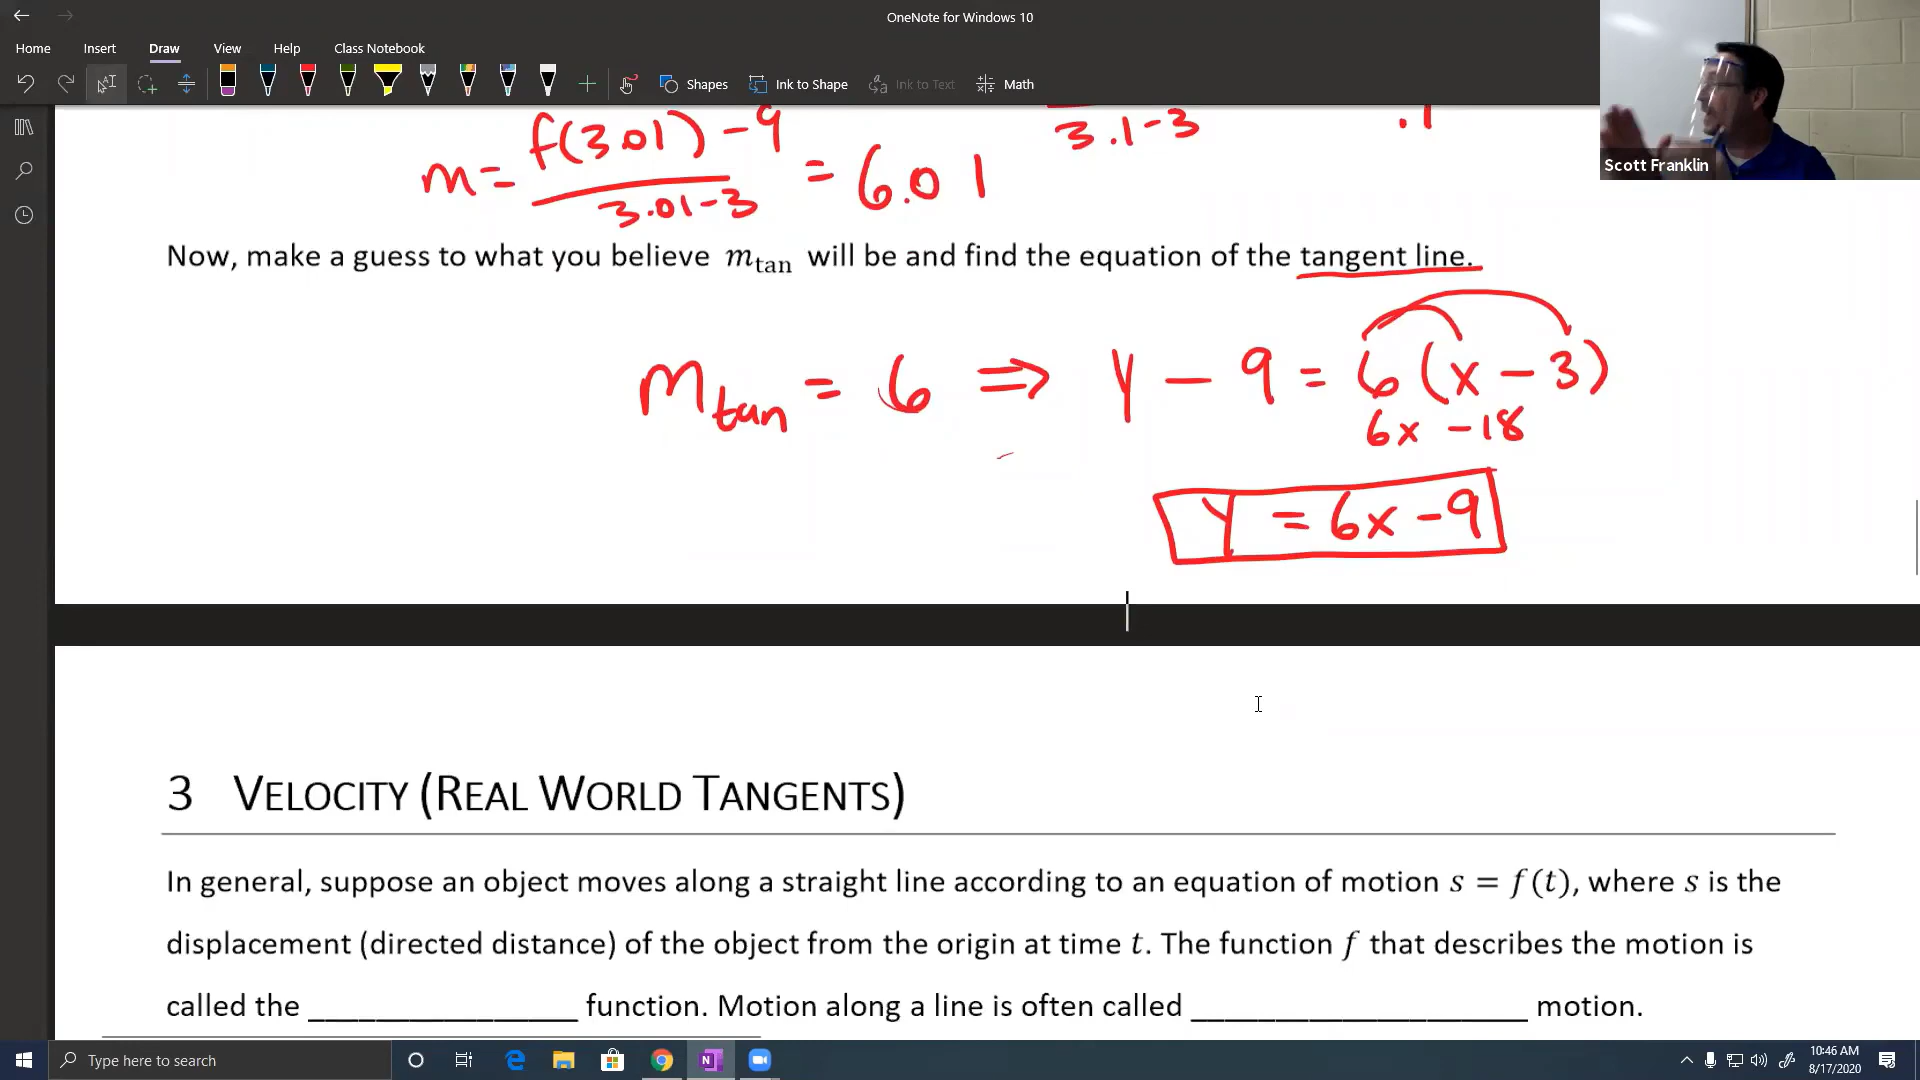 OneNote for Windows 10
Home Insert Draw View Help Class Notebook
Shapes Ink to Shape Ink to Text Math
Scott Franklin
m = f(3.01) - 9 / 3.01 - 3 = 6.01
3.1 - 3
.1
Now, make a guess to what you believe m_tan will be and find the equation of the tangent line.
m_tan = 6 ⇒ y - 9 = 6(x - 3)
6x - 18
y = 6x - 9
3 VELOCITY (REAL WORLD TANGENTS)
In general, suppose an object moves along a straight line according to an equation of motion s = f(t), where s is the
displacement (directed distance) of the object from the origin at time t. The function f that describes the motion is
called the ________________ function. Motion along a line is often called ____________________ motion.
Type here to search
10:46 AM
8/17/2020